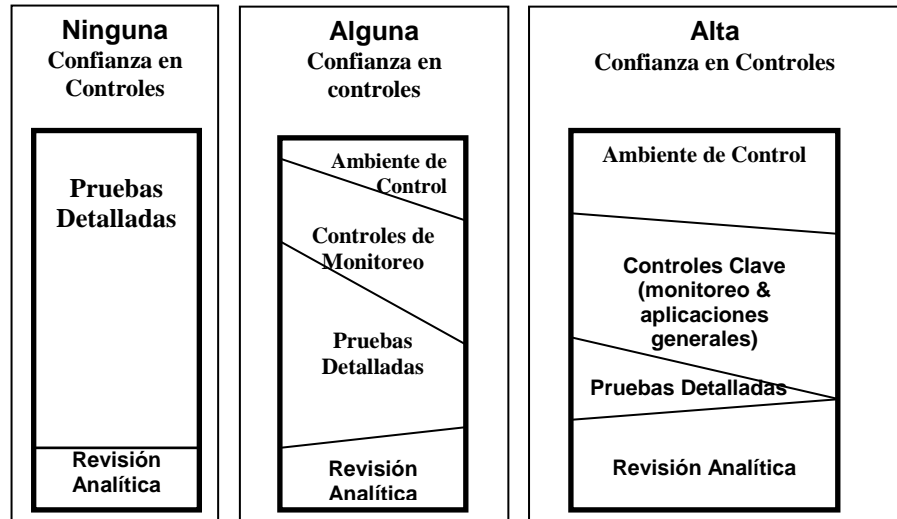 Ninguna
Confianza en
Controles
Pruebas
Detalladas
Revisión
Analítica
Alguna
Confianza en
controles
Ambiente de
Control
Controles de
Monitoreo
Pruebas
Detalladas
Revisión
Analítica
Alta
Confianza en Controles
Ambiente de Control
Controles Clave
(monitoreo &
aplicaciones
generales)
Pruebas Detalladas
Revisión Analítica